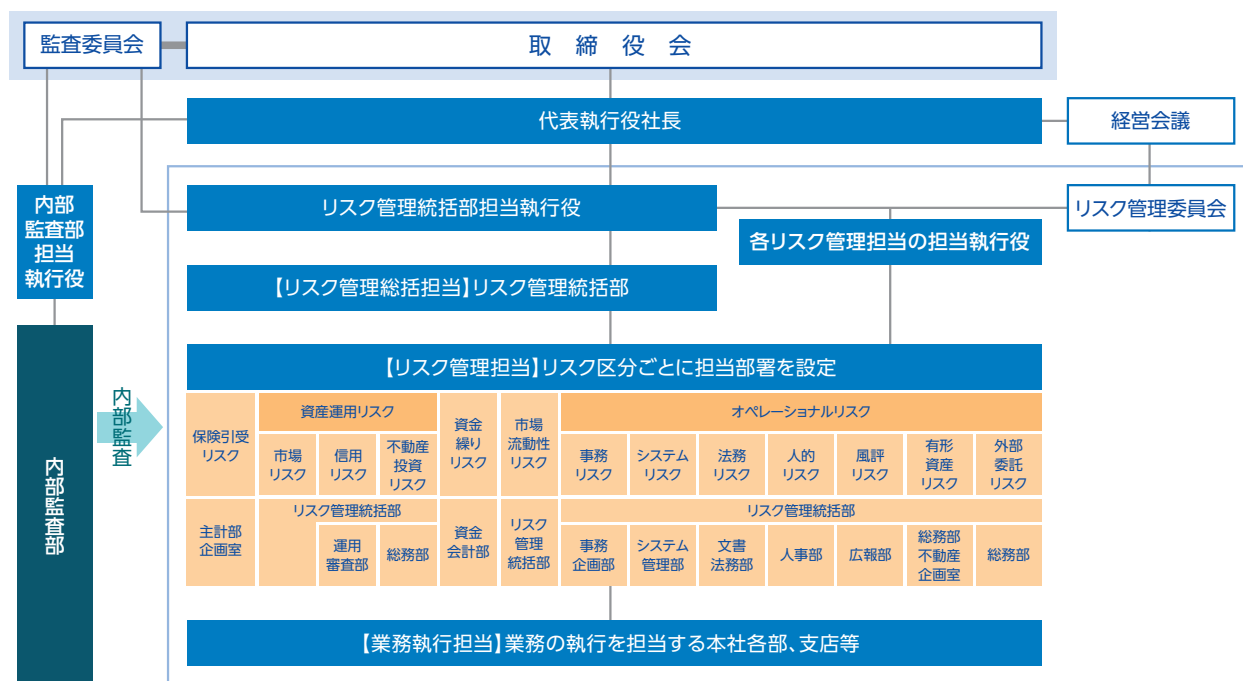 監査委員会
取締役会
代表執行役社長
経営会議
内部
監査部
担当
執行役
リスク管理統括部担当執行役
リスク管理委員会
各リスク管理担当の担当執行役
【リスク管理総括担当】リスク管理統括部
【リスク管理担当】リスク区分ごとに担当部署を設定
内部監査
内部監査部
保険引受
リスク
資産運用リスク
市場
リスク
信用
リスク
不動産
投資
リスク
資金
繰り
リスク
市場
流動性
リスク
オペレーショナルリスク
事務
リスク
システム
リスク
法務
リスク
人的
リスク
風評
リスク
有形
資産
リスク
外部
委託
リスク
主計部
企画室
リスク管理統括部
運用
審査部
総務部
資金
会計部
リスク
管理
統括部
リスク管理統括部
事務
企画部
システム
管理部
文書
法務部
人事部
広報部
総務部
不動産
企画室
総務部
【業務執行担当】業務の執行を担当する本社各部、支店等